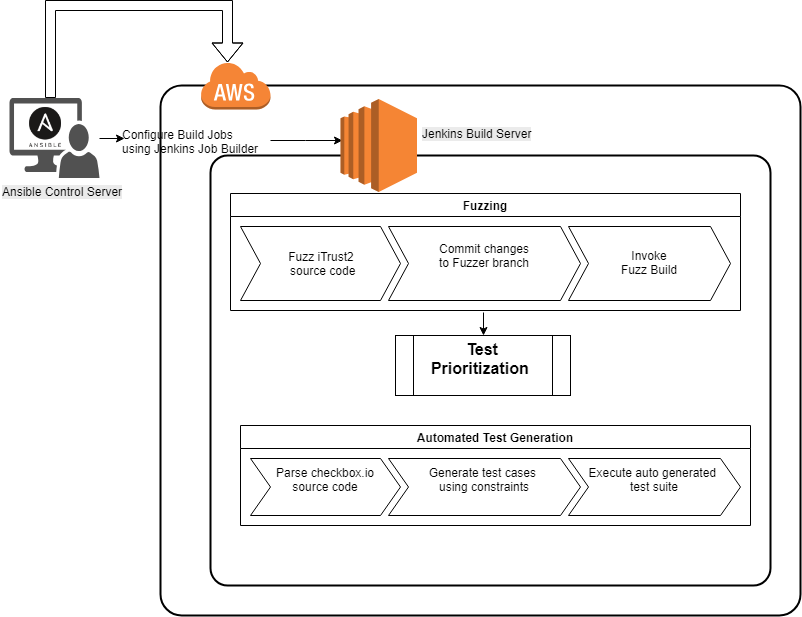 AWS
ANSIBLE
Configure Build Jobs
using Jenkins Job Builder
Jenkins Build Server
Ansible Control Server
Fuzzing
Fuzz iTrust2
source code
Commit changes
to Fuzzer branch
Invoke
Fuzz Build
Test
Prioritization
Automated Test Generation
Parse checkbox.io
source code
Generate test cases
using constraints
Execute auto generated
test suite